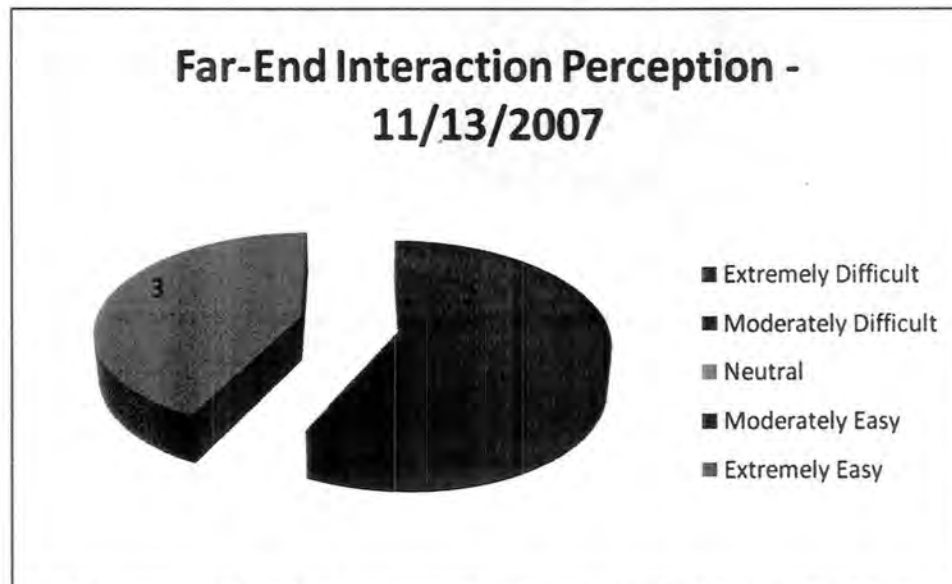 Far-End Interaction Perception -
11/13/2007
3
Extremely Difficult
Moderately Difficult
Neutral
Moderately Easy
Extremely Easy